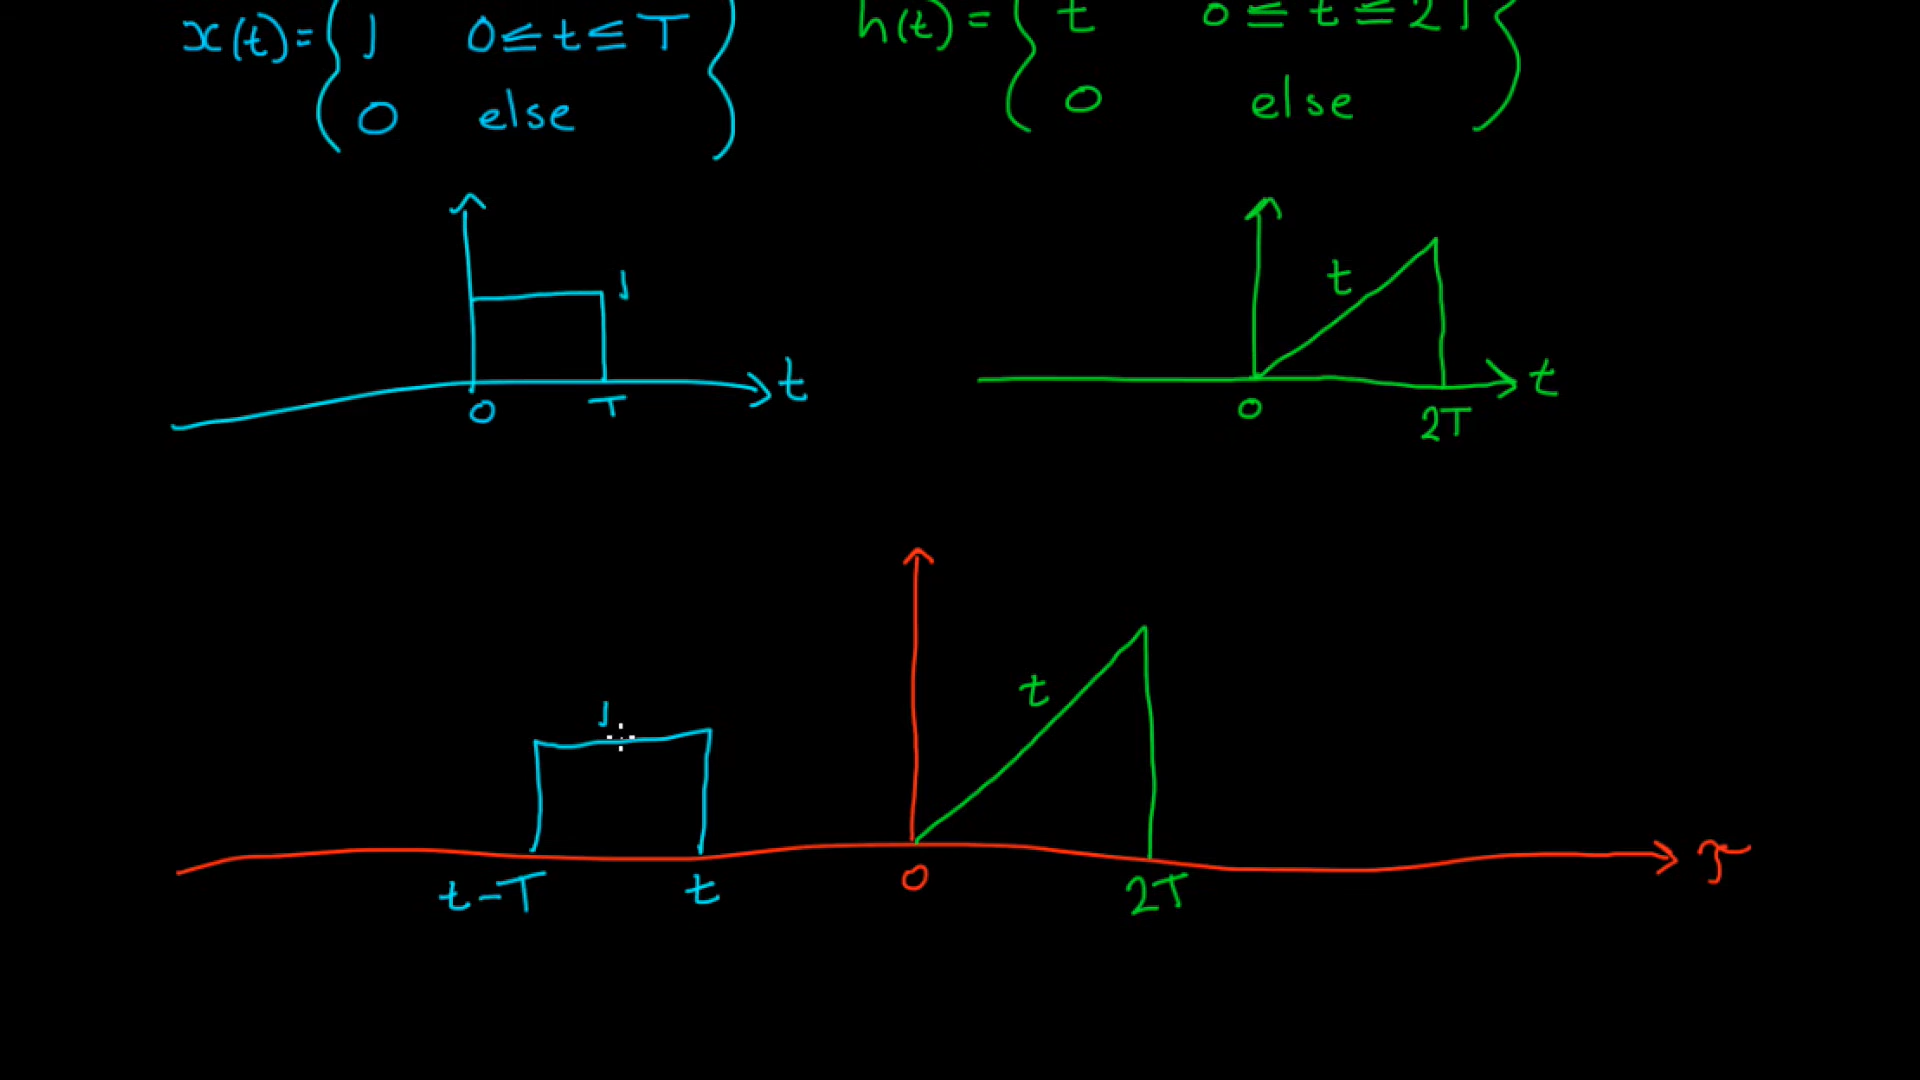 x(t)={1 0≤t≤T
0 else}
h(t)={t 0≤t≤2T
0 else}
1
t
0 T
t
t
0
2T
t
1
t
t-T t 0 2T
τ